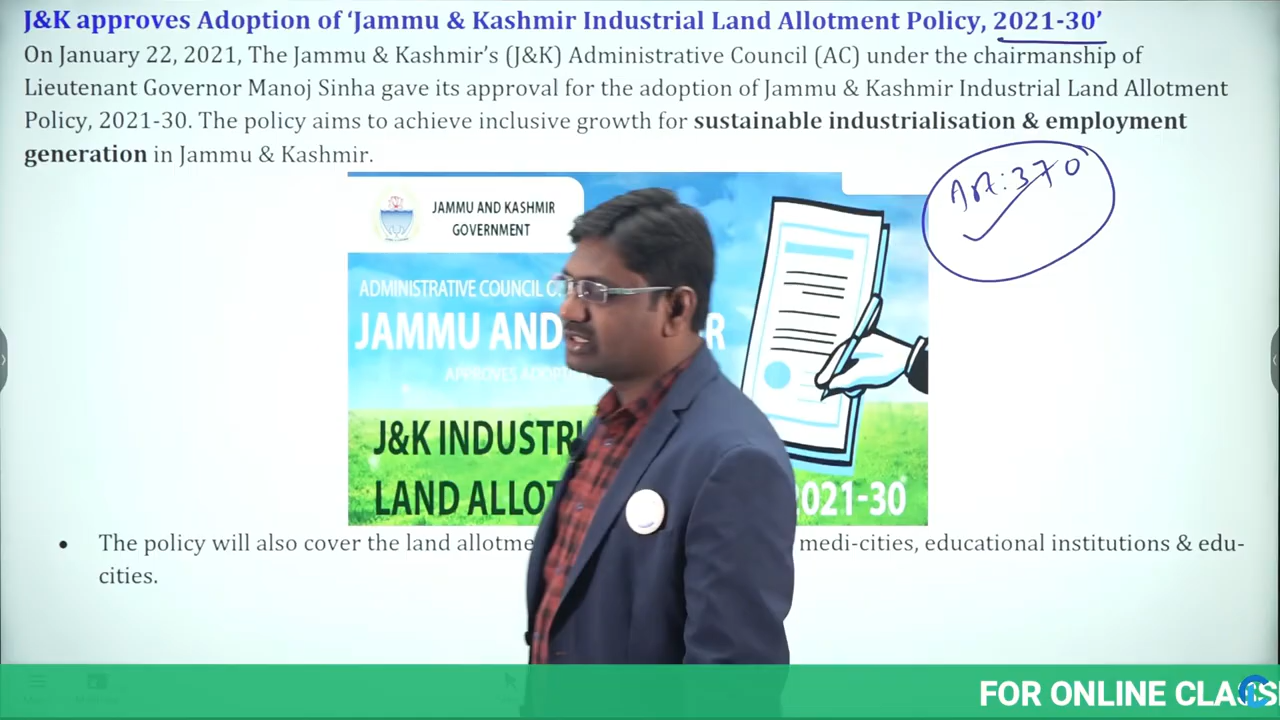 J&K approves Adoption of ‘Jammu & Kashmir Industrial Land Allotment Policy, 2021-30’
On January 22, 2021, The Jammu & Kashmir’s (J&K) Administrative Council (AC) under the chairmanship of
Lieutenant Governor Manoj Sinha gave its approval for the adoption of Jammu & Kashmir Industrial Land Allotment
Policy, 2021-30. The policy aims to achieve inclusive growth for sustainable industrialisation & employment
generation in Jammu & Kashmir.
Art:370
JAMMU AND KASHMIR
GOVERNMENT
ADMINISTRATIVE COUNCIL
JAMMU AND R
APPROVES
J&K INDUSTRI
LAND ALLOT 2021-30
The policy will also cover the land allotme medi-cities, educational institutions & edu-
cities.
FOR ONLINE CLASS